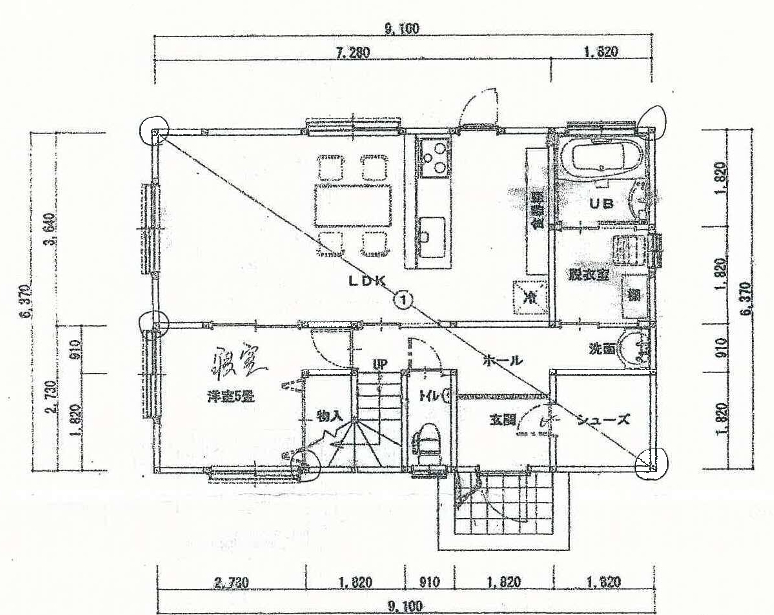 9,100
7,280
1,820
食器棚
UB
1,820
3,640
脱衣室
1,820
LDK
冷
棚
6,370
6,370
①
910
UP
ホール
洗面
910
寝室
洋室5畳
2,730
物入
トイレ
玄関
シューズ
1,820
1,820
2,730
1,820
910
1,820
1,820
9,100